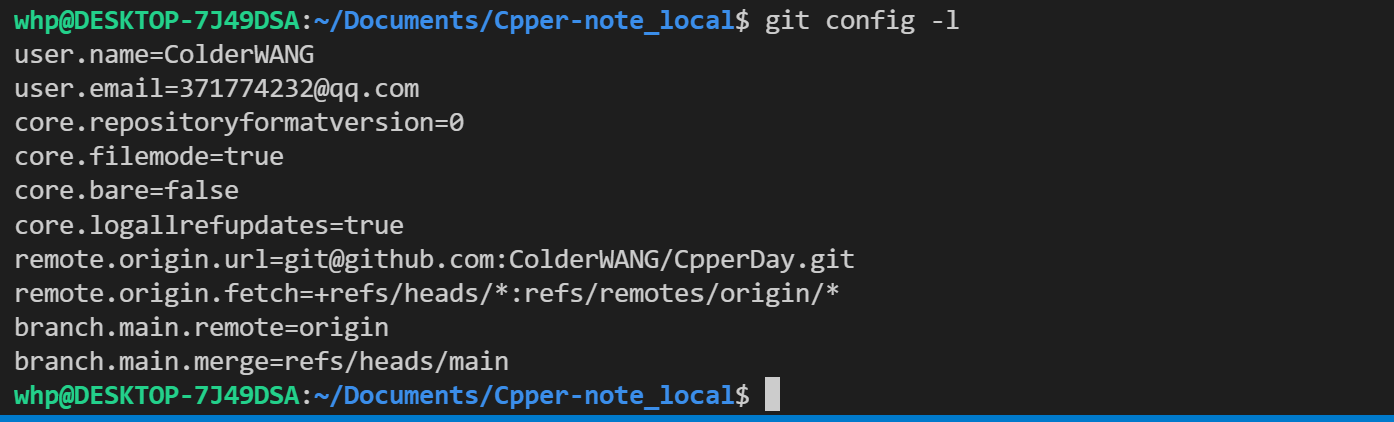 whp@DESKTOP-7J49DSA:~/Documents/Cpper-note_local$ git config -l
user.name=ColderWANG
user.email=371774232@qq.com
core.repositoryformatversion=0
core.filemode=true
core.bare=false
core.logallrefupdates=true
remote.origin.url=git@github.com:ColderWANG/CpperDay.git
remote.origin.fetch=+refs/heads/*:refs/remotes/origin/*
branch.main.remote=origin
branch.main.merge=refs/heads/main
whp@DESKTOP-7J49DSA:~/Documents/Cpper-note_local$